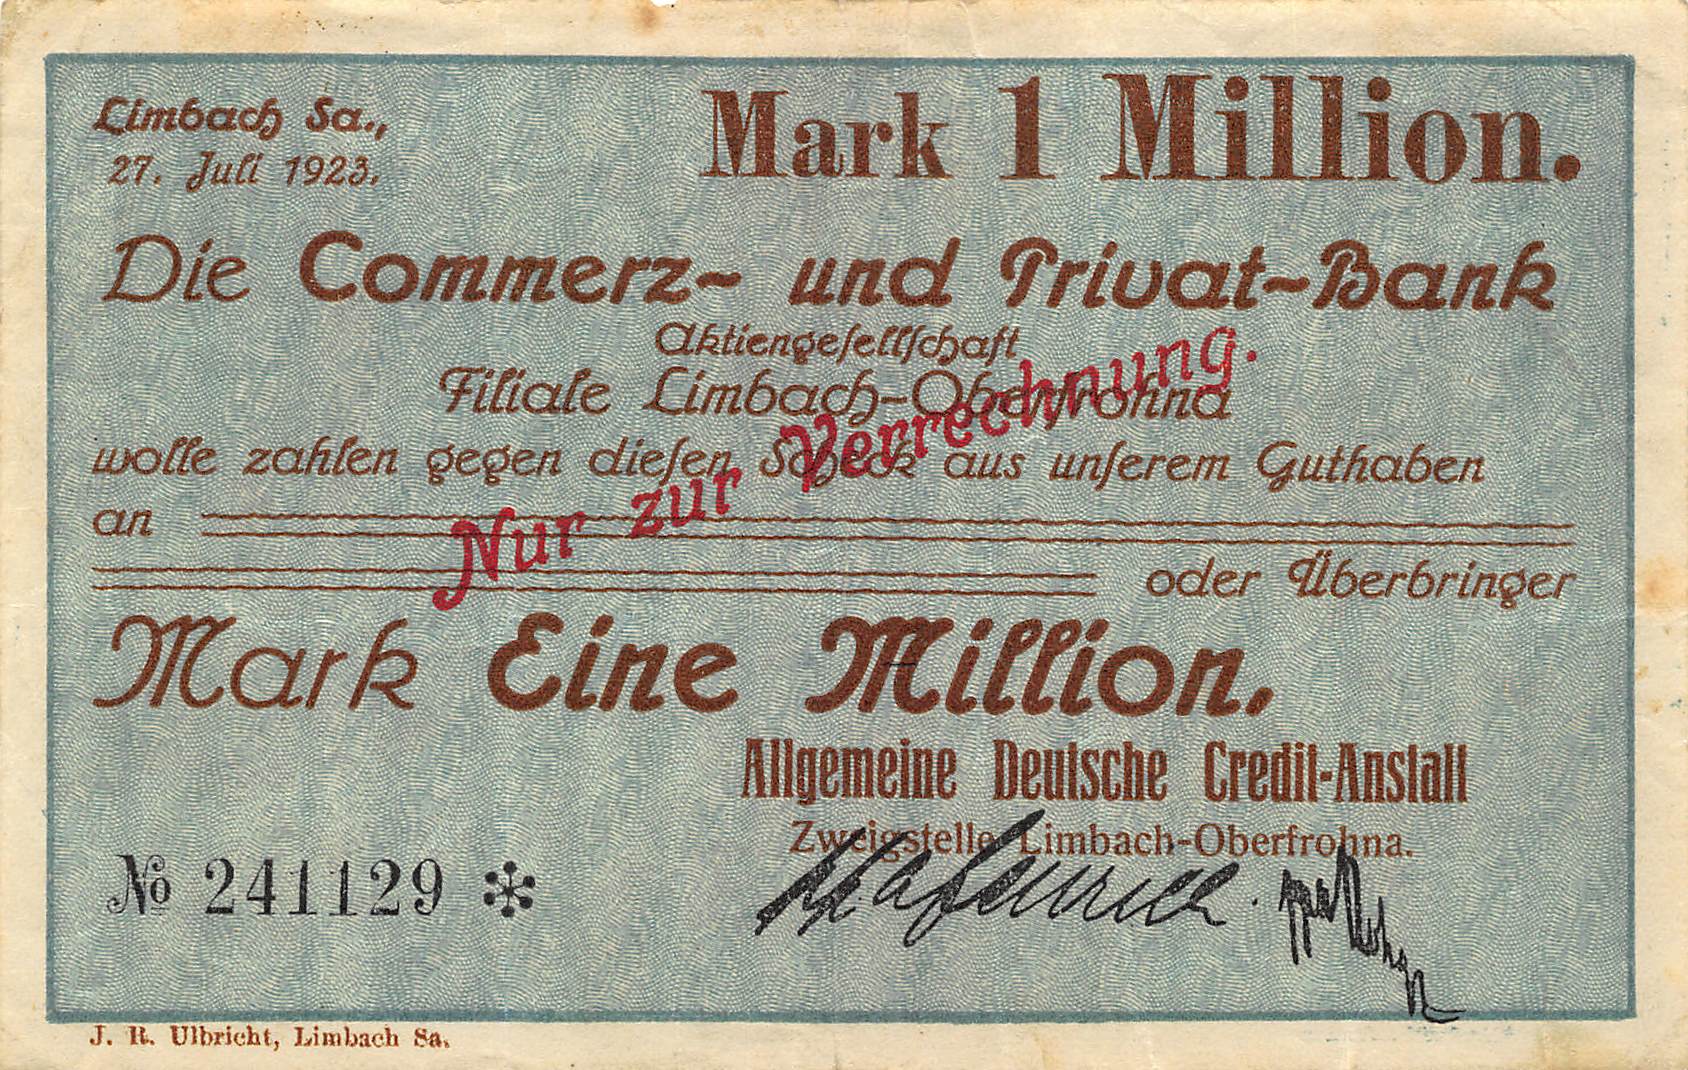 Limbach Sa.,
27. Juli 1923.
Mark 1 Million.
Die Commerz- und Privat-Bank
Aktiengeſellſchaft
Filiale Limbach-Oberfrohna
wolle zahlen gegen dieſen Scheck aus unſerem Guthaben
an
oder Überbringer
Nur zur Verrechnung.
Mark Eine Million.
Allgemeine Deutsche Credit-Anstalt
Zweigstelle Limbach-Oberfrohna.
№ 241129 *
J. R. Ulbricht, Limbach Sa.